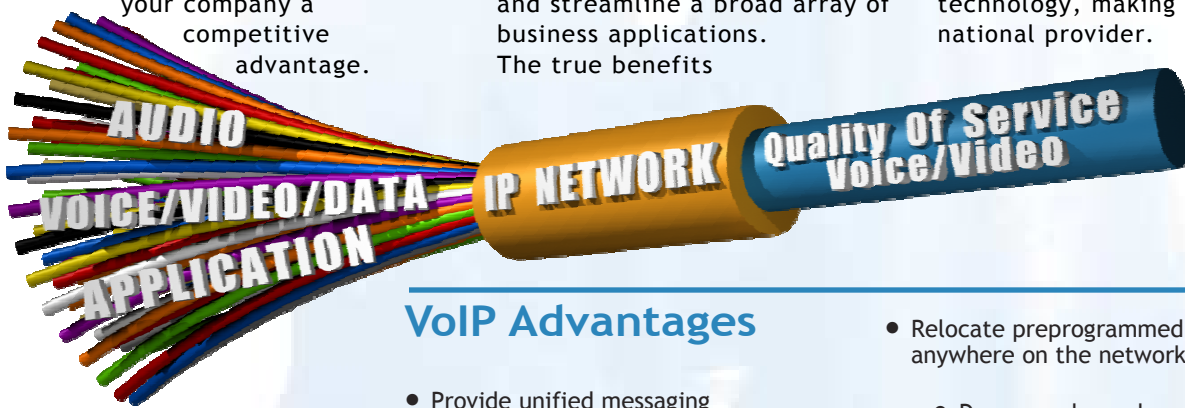 your company a
competitive
advantage.
and streamline a broad array of
business applications.
The true benefits
technology, making
national provider.
AUDIO
VOICE/VIDEO/DATA
APPLICATION
IP NETWORK
Quality Of Service
Voice/Video
VoIP Advantages
• Provide unified messaging
• Relocate preprogrammed
anywhere on the network